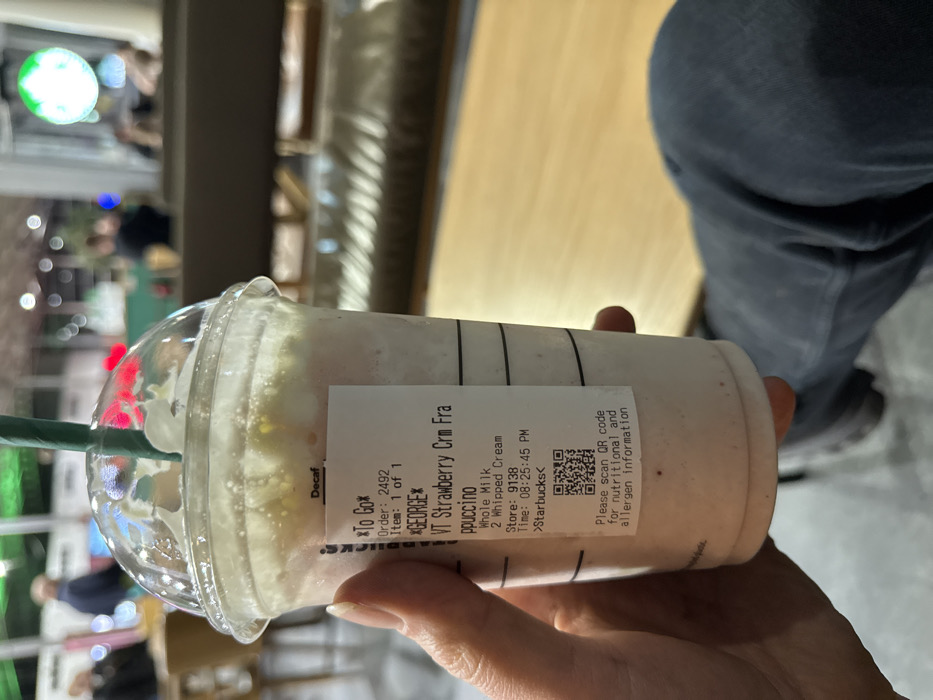 Decaf
*To Go*
Order: 2492
Item: 1 of 1
*GEORGE*
VT Strawberry Crm Fra
ppuccino
Whole Milk
2 Whipped Cream
Store: 9138
Time: 08:25:45 PM
>Starbucks<
Please scan QR code
for nutritional and
allergen information